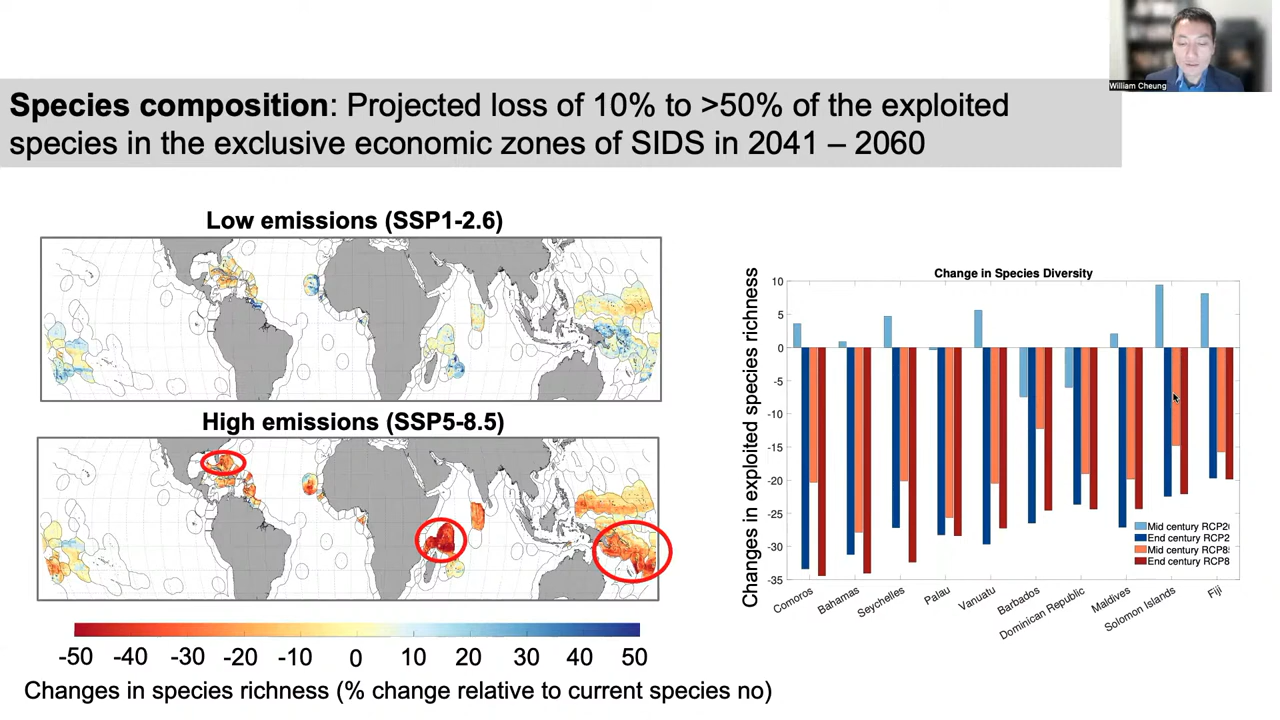 William Cheung
Species composition: Projected loss of 10% to >50% of the exploited
species in the exclusive economic zones of SIDS in 2041 – 2060
Low emissions (SSP1-2.6)
High emissions (SSP5-8.5)
-50 -40 -30 -20 -10 0 10 20 30 40 50
Changes in species richness (% change relative to current species no)
Change in Species Diversity
Changes in exploited species richness
10
5
0
-5
-10
-15
-20
-25
-30
-35
Mid century RCP2
End century RCP2
Mid century RCP8
End century RCP8
Comoros
Bahamas
Seychelles
Palau
Vanuatu
Barbados
Dominican Republic
Maldives
Solomon Islands
Fiji